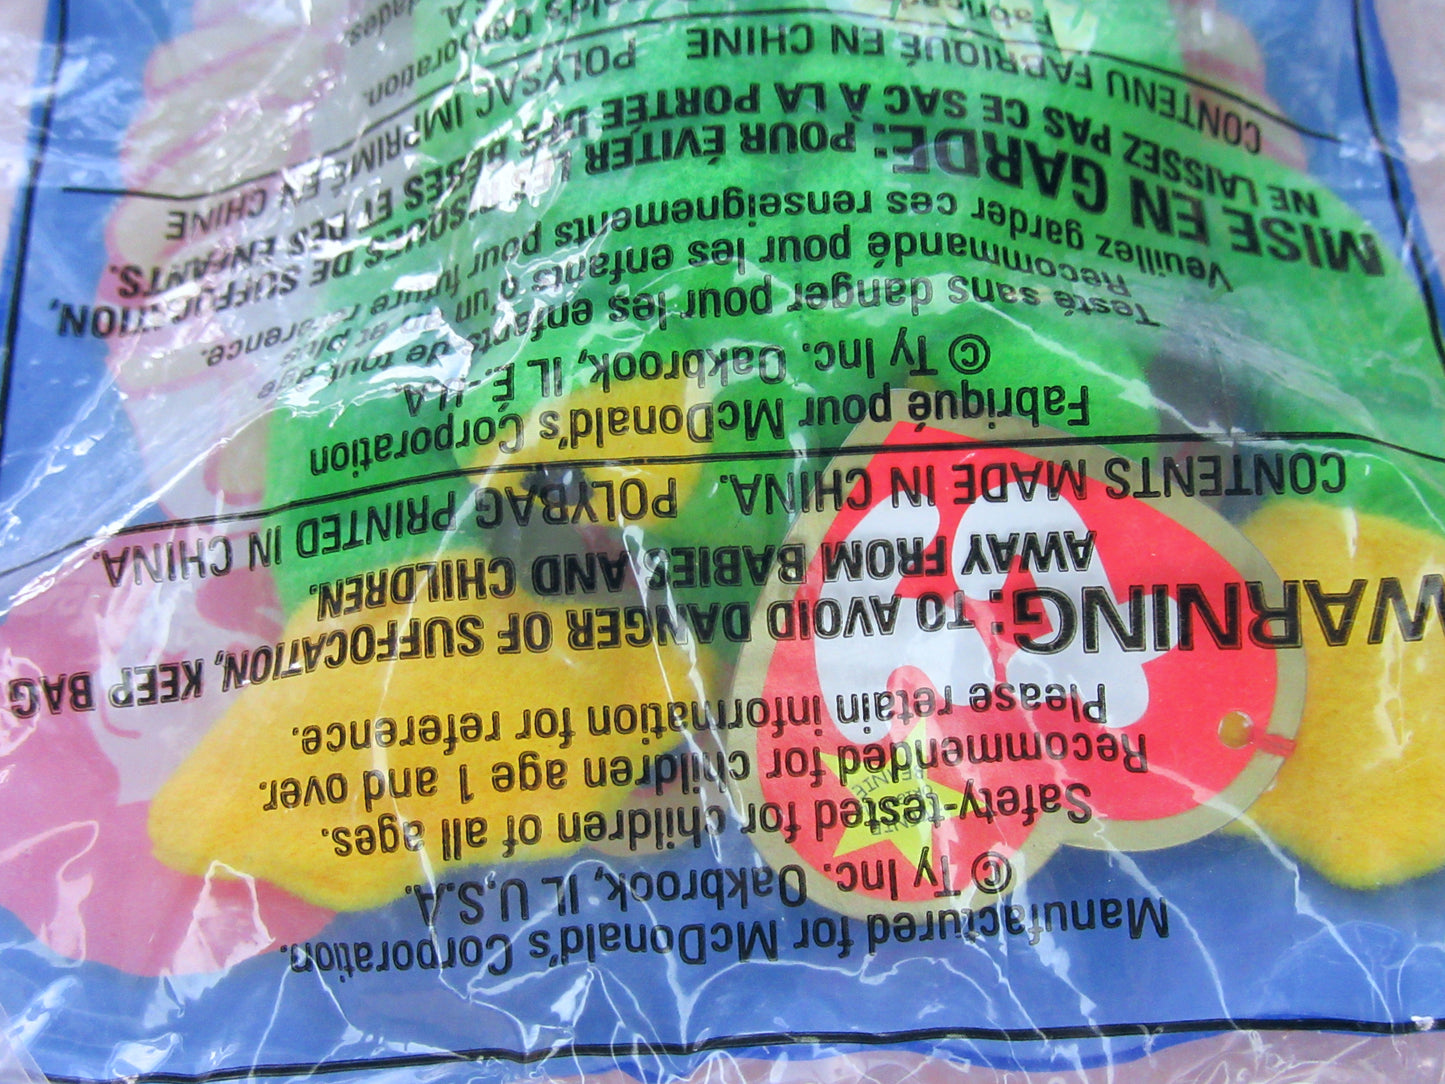 Manufactured for McDonald's Corporation.
© Ty Inc. Oakbrook, IL U.S.A.
Safety-tested for children of all ages.
Recommended for children age 1 and over.
Please retain information for reference.
WARNING: TO AVOID DANGER OF SUFFOCATION, KEEP BAG
AWAY FROM BABIES AND CHILDREN.
ty
BEANIE
CONTENTS MADE IN CHINA. POLYBAG PRINTED IN CHINA.
Fabriqué pour McDonald's Corporation
© Ty Inc. Oakbrook, IL É.-U.A.
Testé sans danger pour les enfants de tout age
Recommandé pour les enfants d'un an et plus
Veuillez garder ces renseignements pour future référence.
MISE EN GARDE: POUR ÉVITER LES RISQUES DE SUFFOCATION,
NE LAISSEZ PAS CE SAC À LA PORTÉE DES BÉBÉS ET DES ENFANTS.
CONTENU FABRIQUÉ EN CHINE POLYSAC IMPRIMÉ EN CHINE
Corporation.